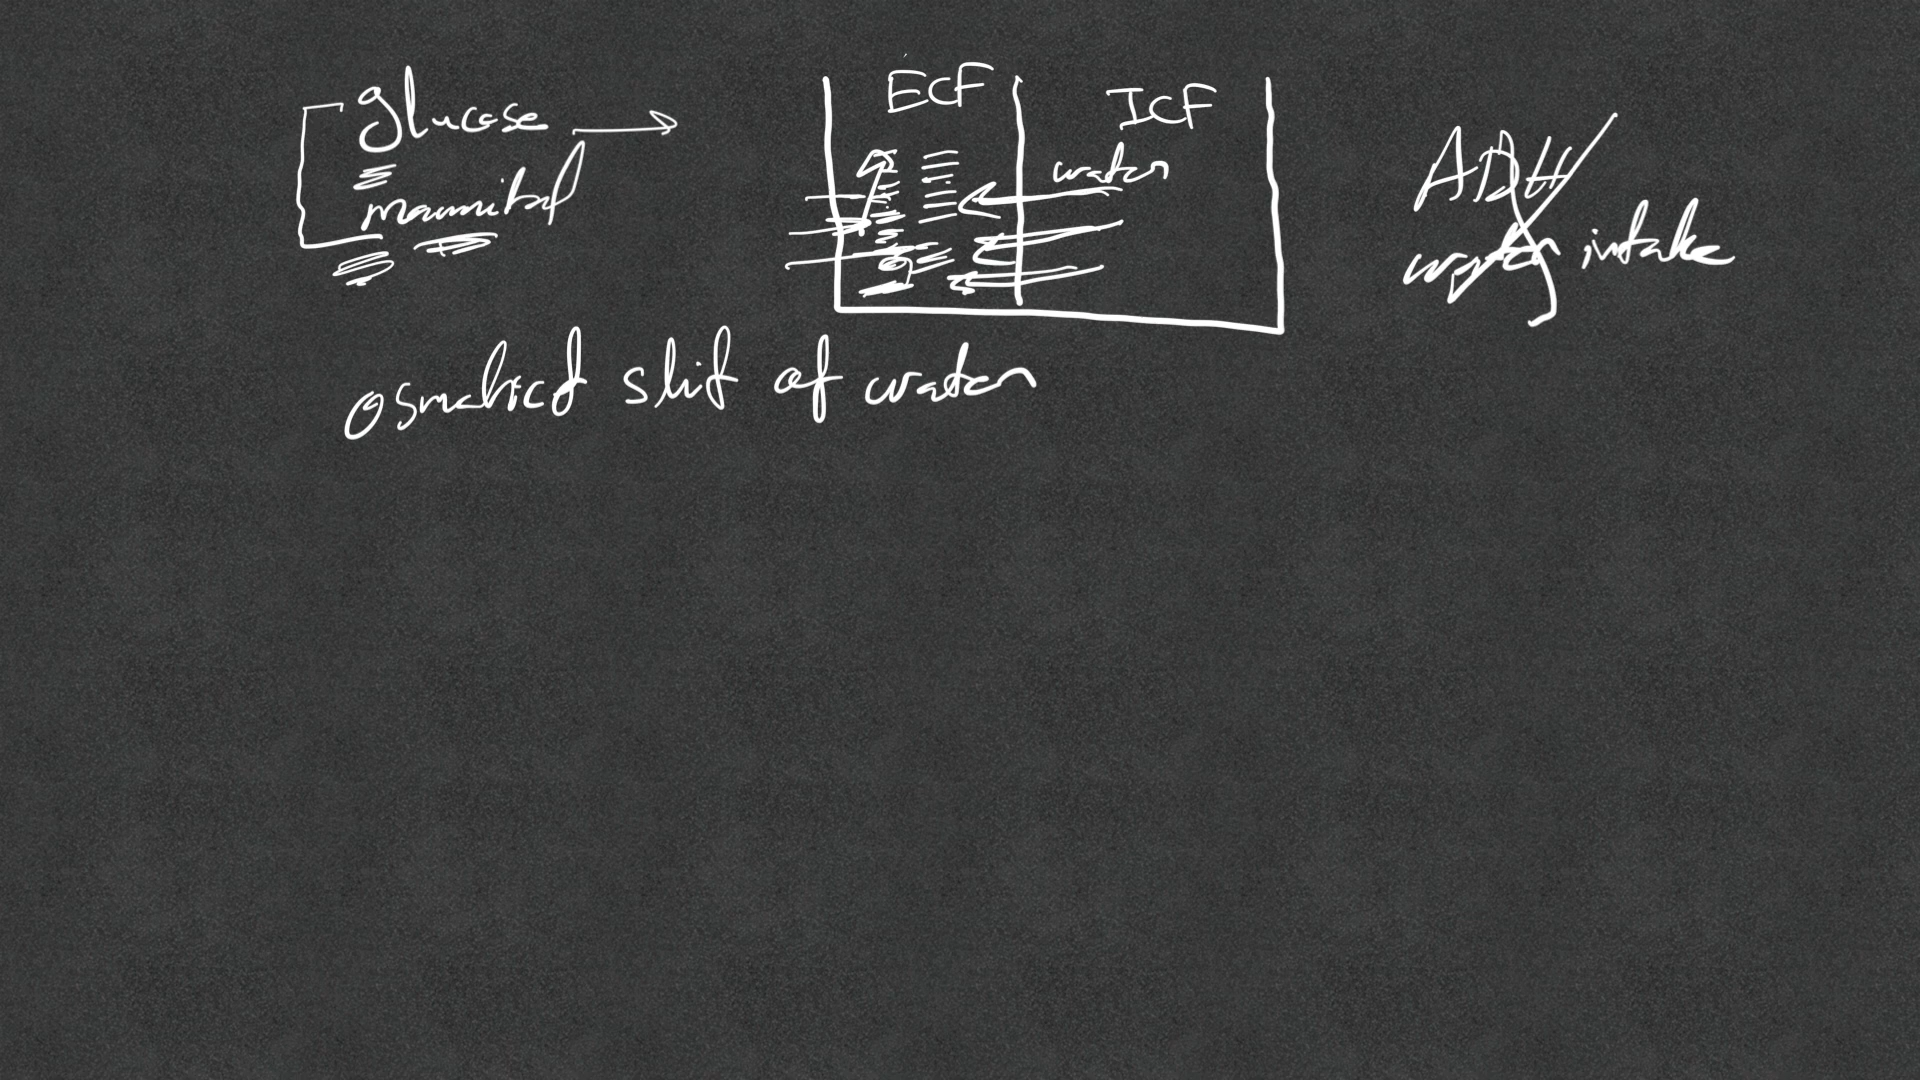 glucose
mannitol
ECF
ICF
water
ADH
water intake
osmotic shift of water